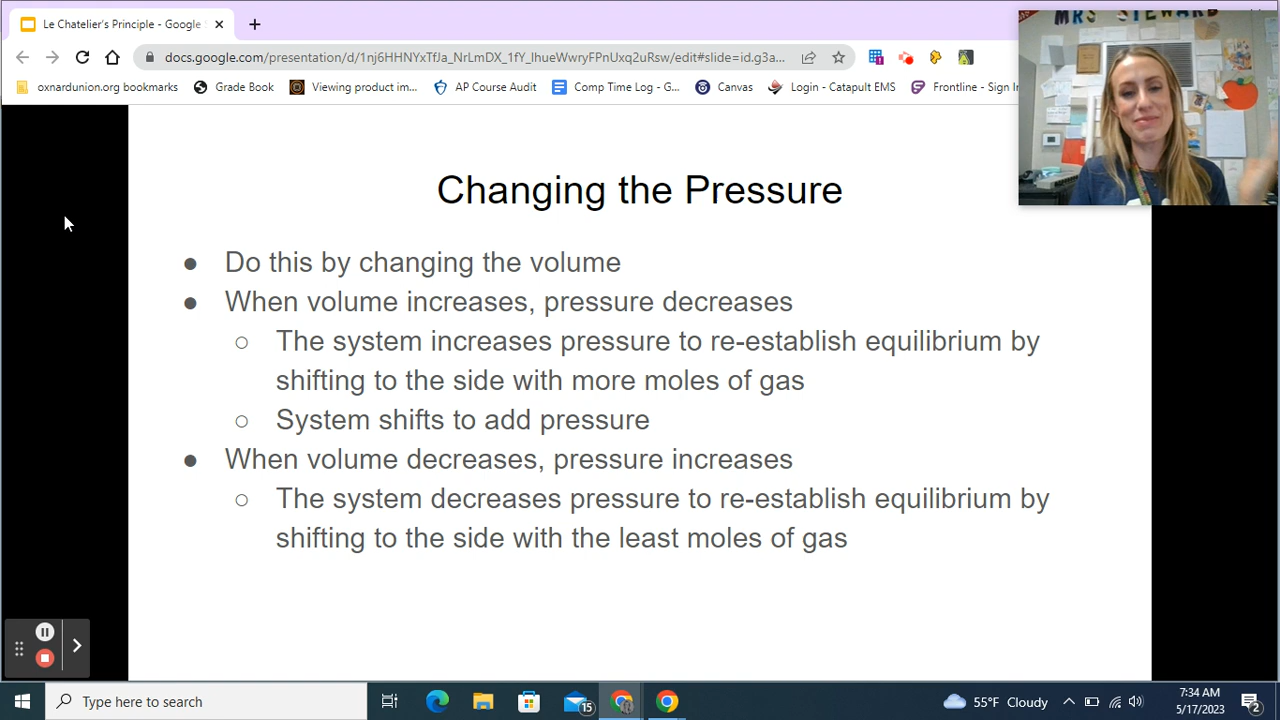 Le Chatelier's Principle - Google
MRS STEWARD
docs.google.com/presentation/d/1nj6HHNYxTfJa_NrLmDX_1fY_lhueWwryFPnUxq2uRsw/edit#slide=id.g3a...
oxnardunion.org bookmarks Grade Book Viewing product im... AP Course Audit Comp Time Log - G... Canvas Login - Catapult EMS Frontline - Sign In
Changing the Pressure
● Do this by changing the volume
● When volume increases, pressure decreases
○ The system increases pressure to re-establish equilibrium by
shifting to the side with more moles of gas
○ System shifts to add pressure
● When volume decreases, pressure increases
○ The system decreases pressure to re-establish equilibrium by
shifting to the side with the least moles of gas
Type here to search
15
55°F Cloudy
7:34 AM
5/17/2023
2